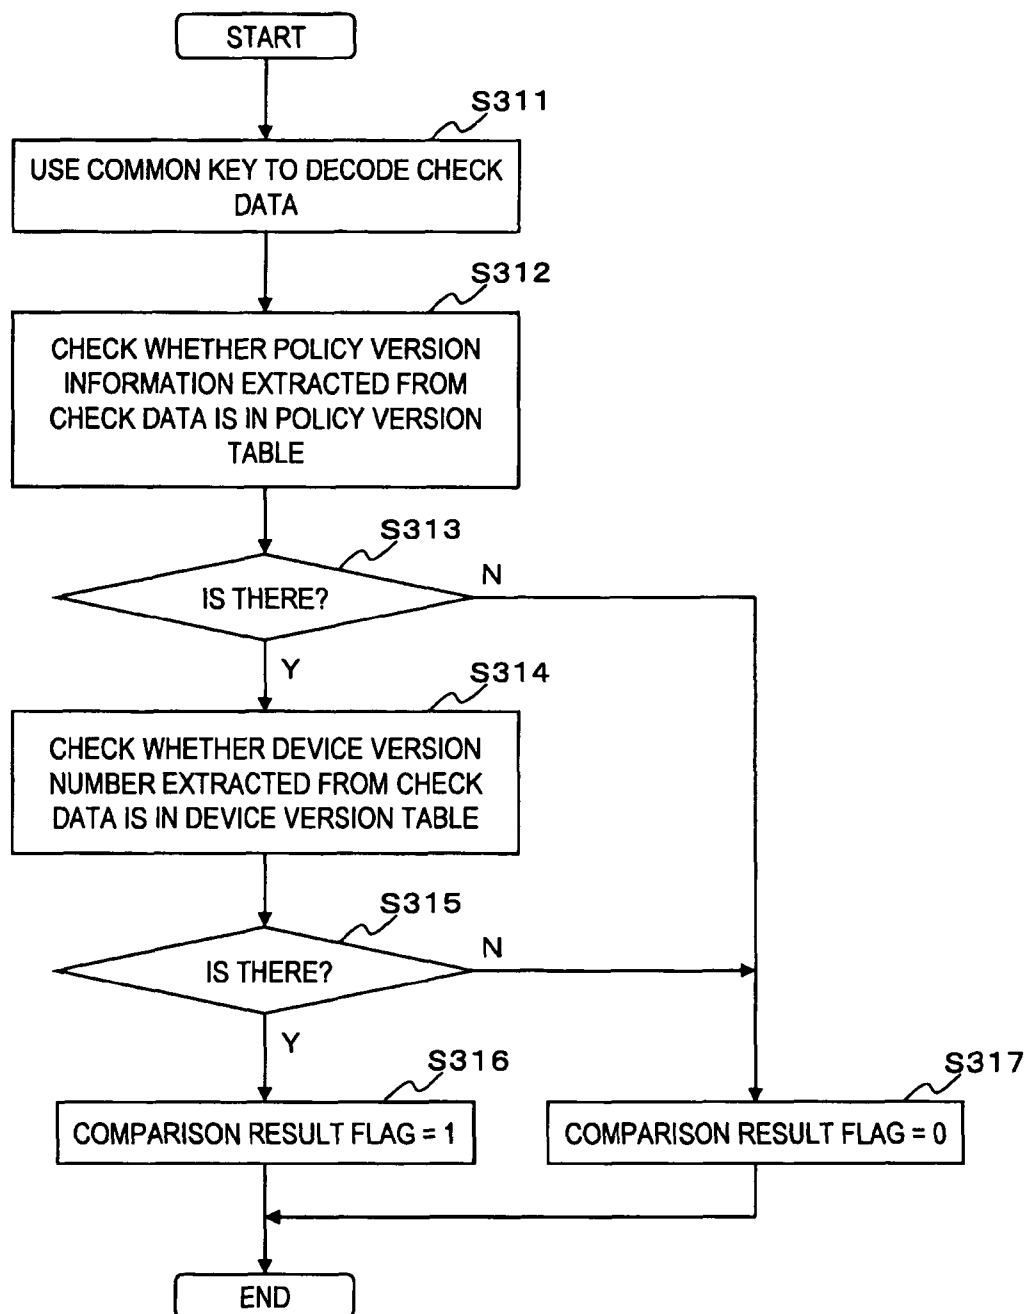 START
S311
USE COMMON KEY TO DECODE CHECK
DATA
S312
CHECK WHETHER POLICY VERSION
INFORMATION EXTRACTED FROM
CHECK DATA IS IN POLICY VERSION
TABLE
S313
IS THERE?
N
Y
S314
CHECK WHETHER DEVICE VERSION
NUMBER EXTRACTED FROM CHECK
DATA IS IN DEVICE VERSION TABLE
S315
IS THERE?
N
Y
S316
COMPARISON RESULT FLAG = 1
S317
COMPARISON RESULT FLAG = 0
END